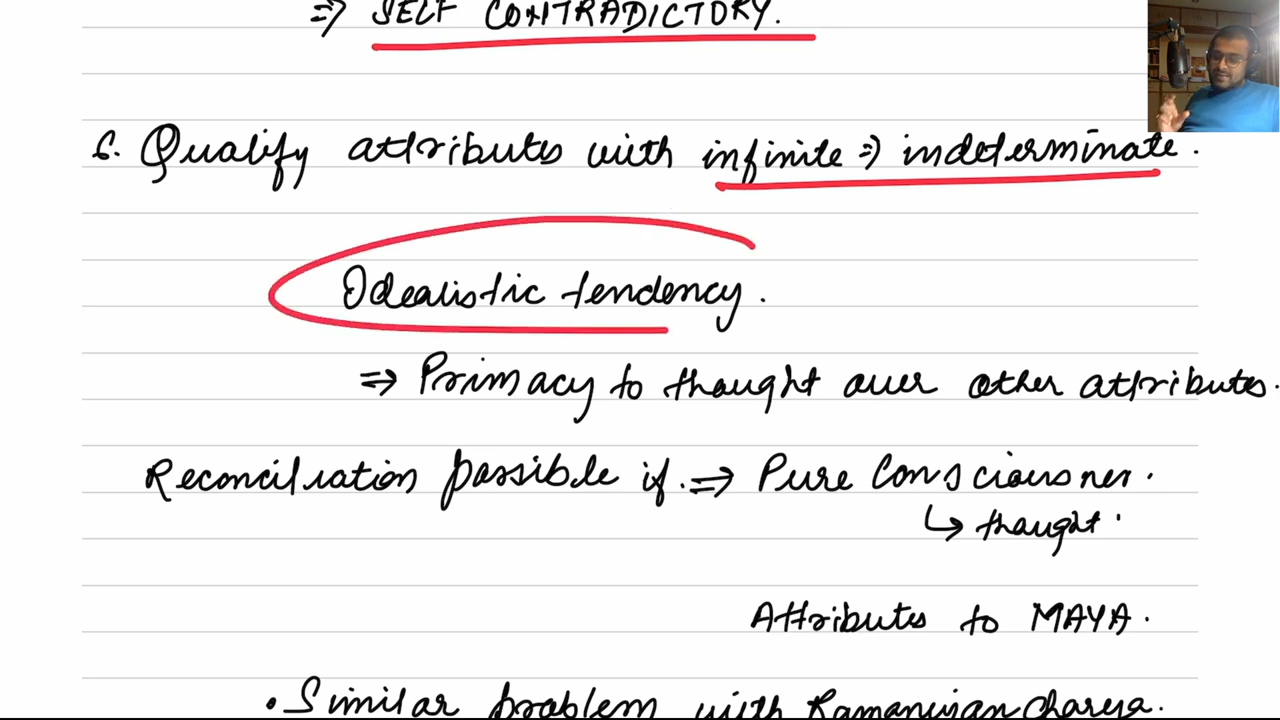 ⇒ SELF CONTRADICTORY.
6. Qualify attributes with infinite ⇒ indeterminate.
Idealistic tendency.
⇒ Primacy to thought over other attributes.
Reconciliation possible if. ⇒ Pure Consciousness.
↳ thought.
Attributes to MAYA.
• Similar problem with Ramanujancharya.